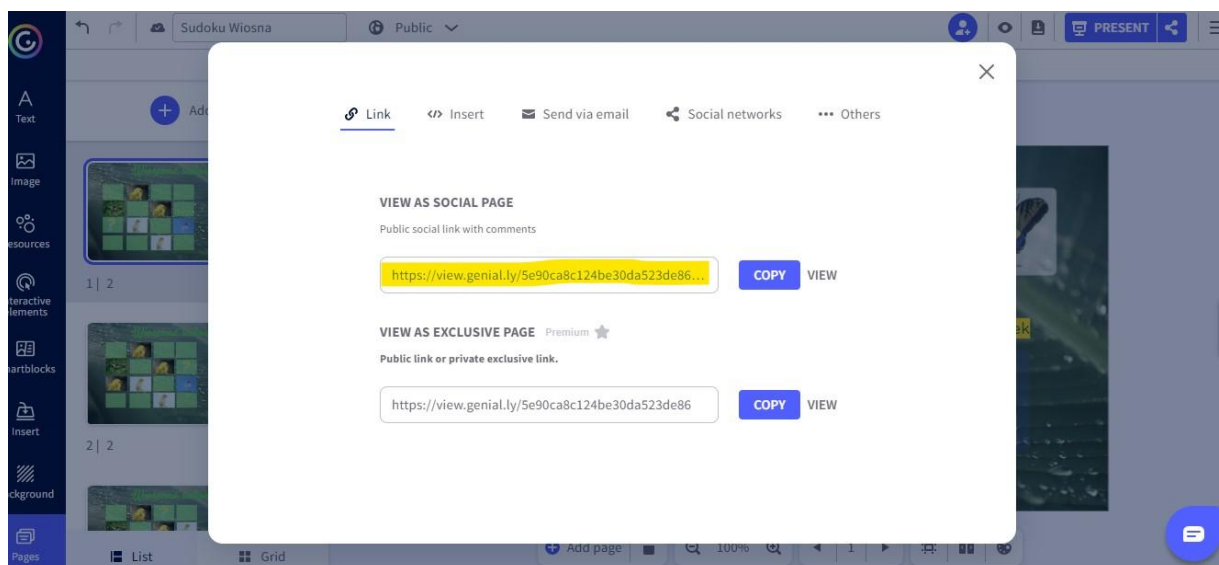 Sudoku Wiosna
Public
PRESENT
Text
Image
esources
teractive
lements
artblocks
Insert
ckground
Pages
Add
1 | 2
2 | 2
List
Grid
Link
Insert
Send via email
Social networks
Others
VIEW AS SOCIAL PAGE
Public social link with comments
https://view.genial.ly/5e90ca8c124be30da523de86...
COPY
VIEW
VIEW AS EXCLUSIVE PAGE Premium
Public link or private exclusive link.
https://view.genial.ly/5e90ca8c124be30da523de86
COPY
VIEW
ek
Add page
100%
1